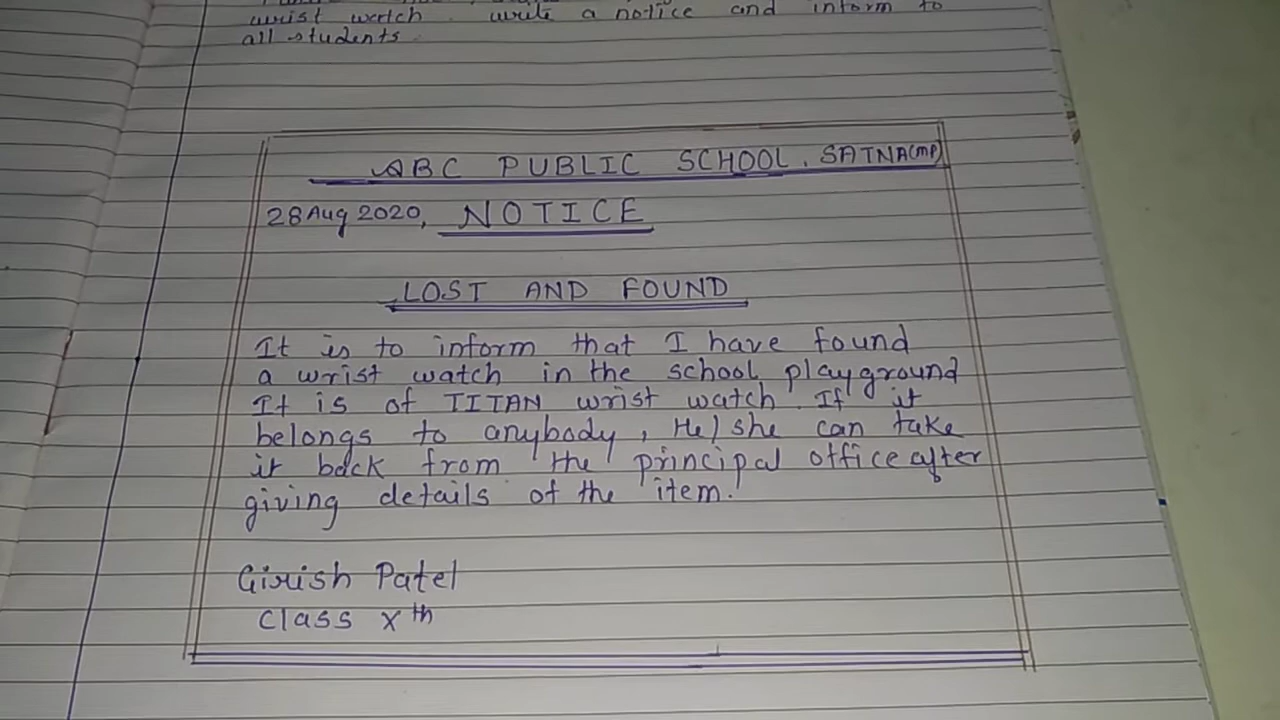 wrist watch. write a notice and inform to
all students.
ABC PUBLIC SCHOOL, SATNA(MP)
28 Aug 2020, NOTICE
LOST AND FOUND
It is to inform that I have found
a wrist watch in the school playground
It is of TITAN wrist watch. If it
belongs to anybody, He/she can take
it back from the principal office after
giving details of the item.
Girish Patel
Class Xth